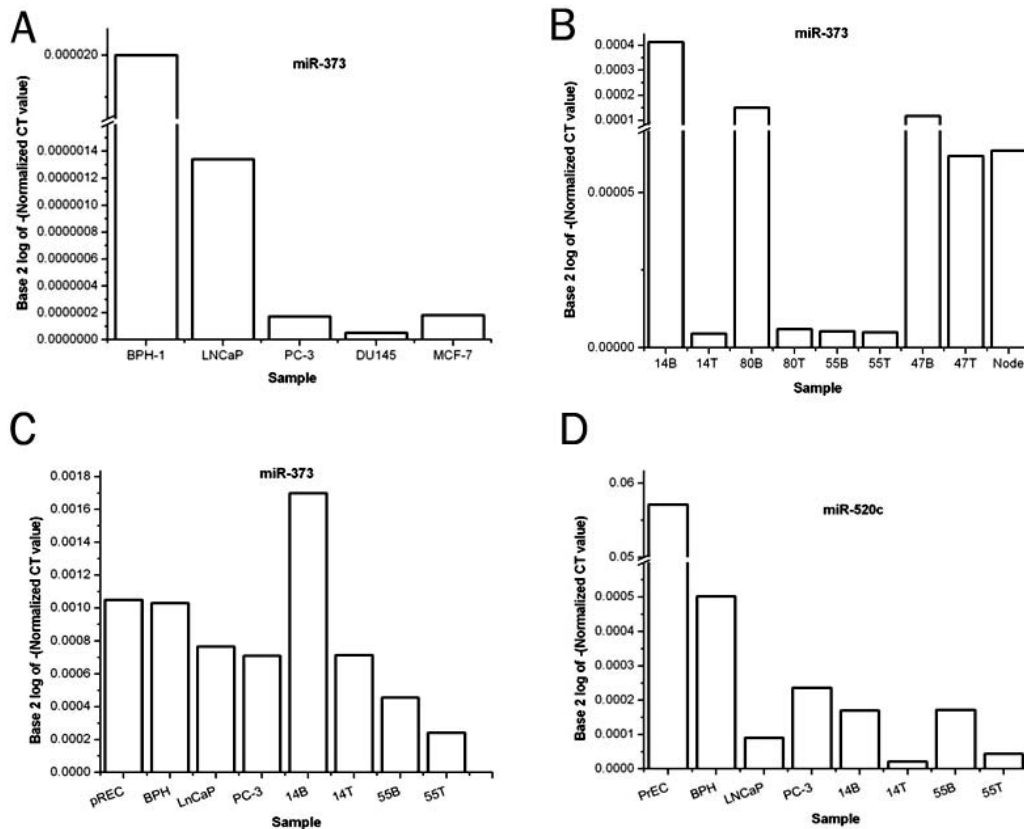 A
miR-373
Base 2 log of -(Normalized CT value)
0.000020
0.0000014
0.0000012
0.0000010
0.0000008
0.0000006
0.0000004
0.0000002
0.0000000
BPH-1 LNCaP PC-3 DU145 MCF-7
Sample
B
miR-373
Base 2 log of -(Normalized CT value)
0.0004
0.0003
0.0002
0.0001
0.00005
0.00000
14B 14T 80B 80T 55B 55T 47B 47T Node
Sample
C
miR-373
Base 2 log of -(Normalized CT value)
0.0018
0.0016
0.0014
0.0012
0.0010
0.0008
0.0006
0.0004
0.0002
0.0000
pREC BPH LnCaP PC-3 14B 14T 55B 55T
Sample
D
miR-520c
Base 2 log of -(Normalized CT value)
0.06
0.05
0.0005
0.0004
0.0003
0.0002
0.0001
0.0000
PrEC BPH LNCaP PC-3 14B 14T 55B 55T
Sample